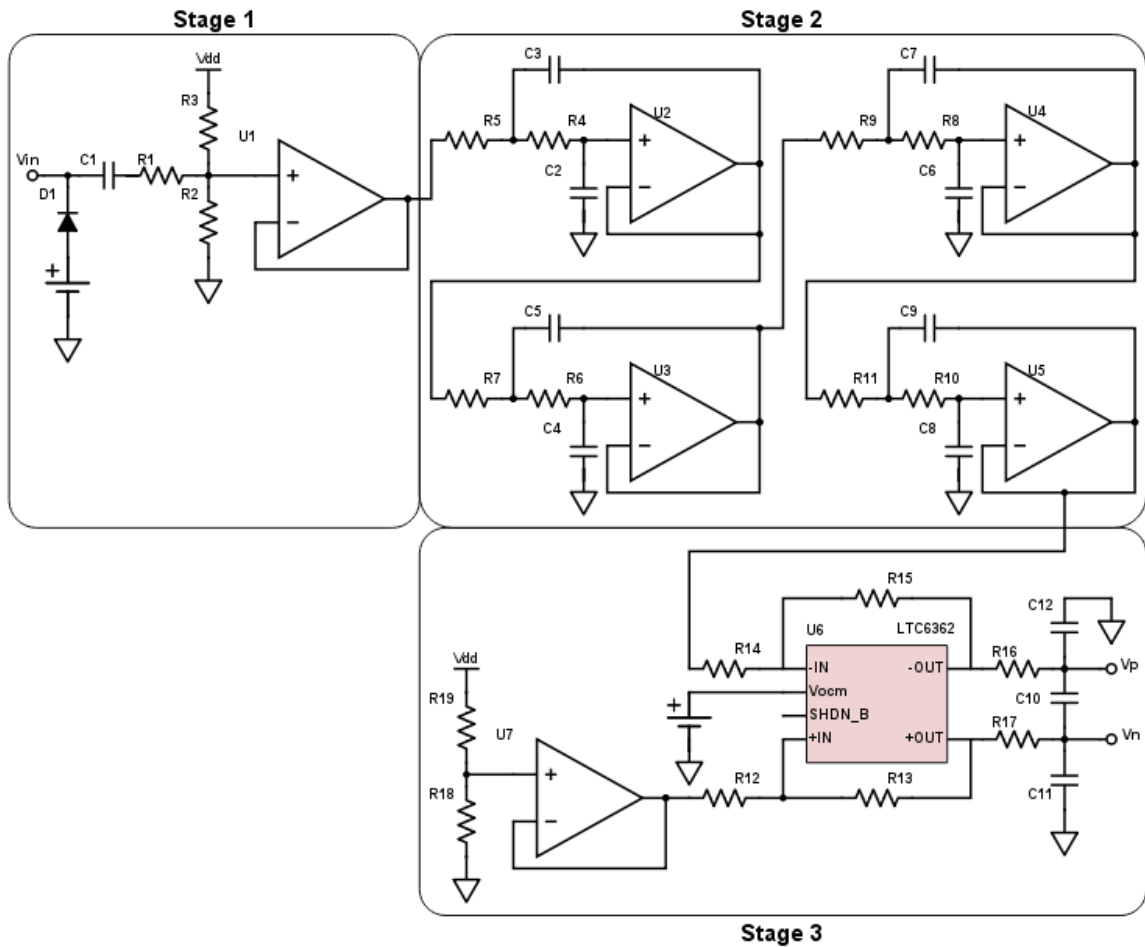 Stage 1
Stage 2
Vdd
R3
U1
Vin
C1
R1
D1
R2
+
−
+
C3
R5
R4
U2
C2
+
−
C7
R9
R8
U4
C6
+
−
C5
R7
R6
U3
C4
+
−
C9
R11
R10
U5
C8
+
−
R15
C12
U6
LTC6362
R14
R16
-IN
-OUT
Vp
Vocm
C10
+
SHDN_B
R17
+IN
+OUT
Vn
Vdd
R19
U7
R18
+
−
R12
R13
C11
Stage 3